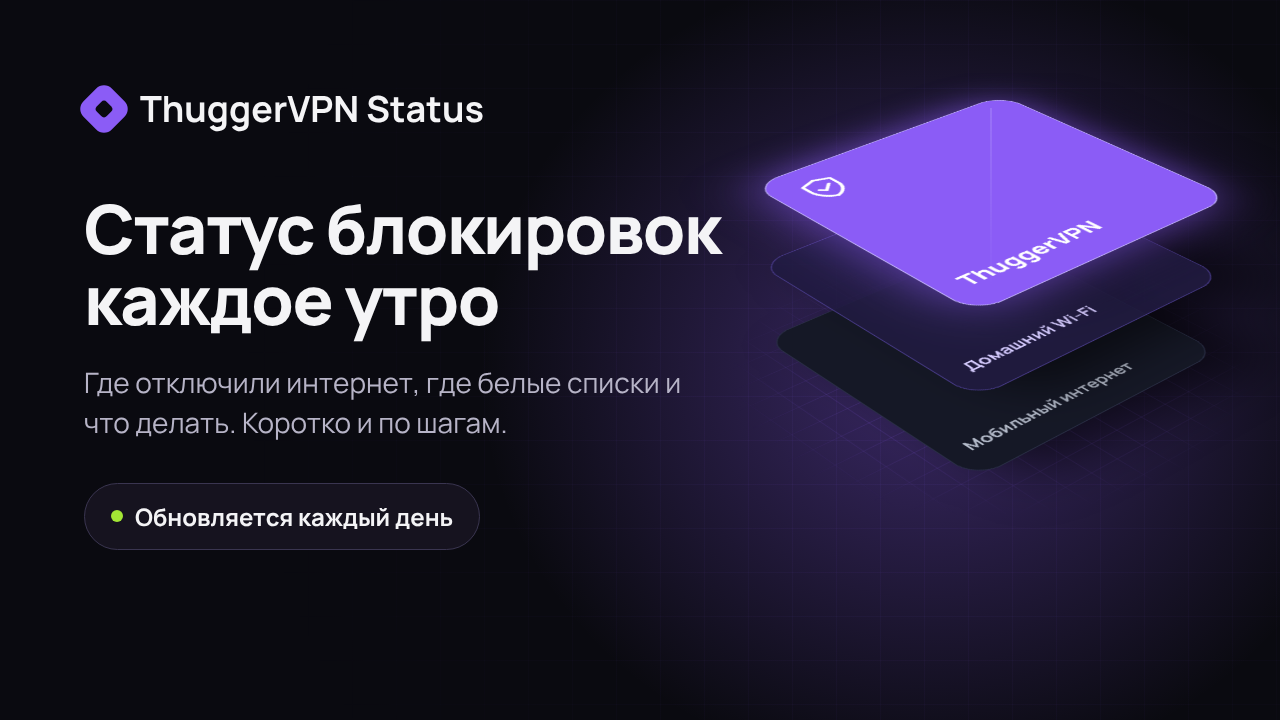 ThuggerVPN Status
Статус блокировок
каждое утро
Где отключили интернет, где белые списки и
что делать. Коротко и по шагам.
Обновляется каждый день
ThuggerVPN
Домашний Wi-Fi
Мобильный интернет